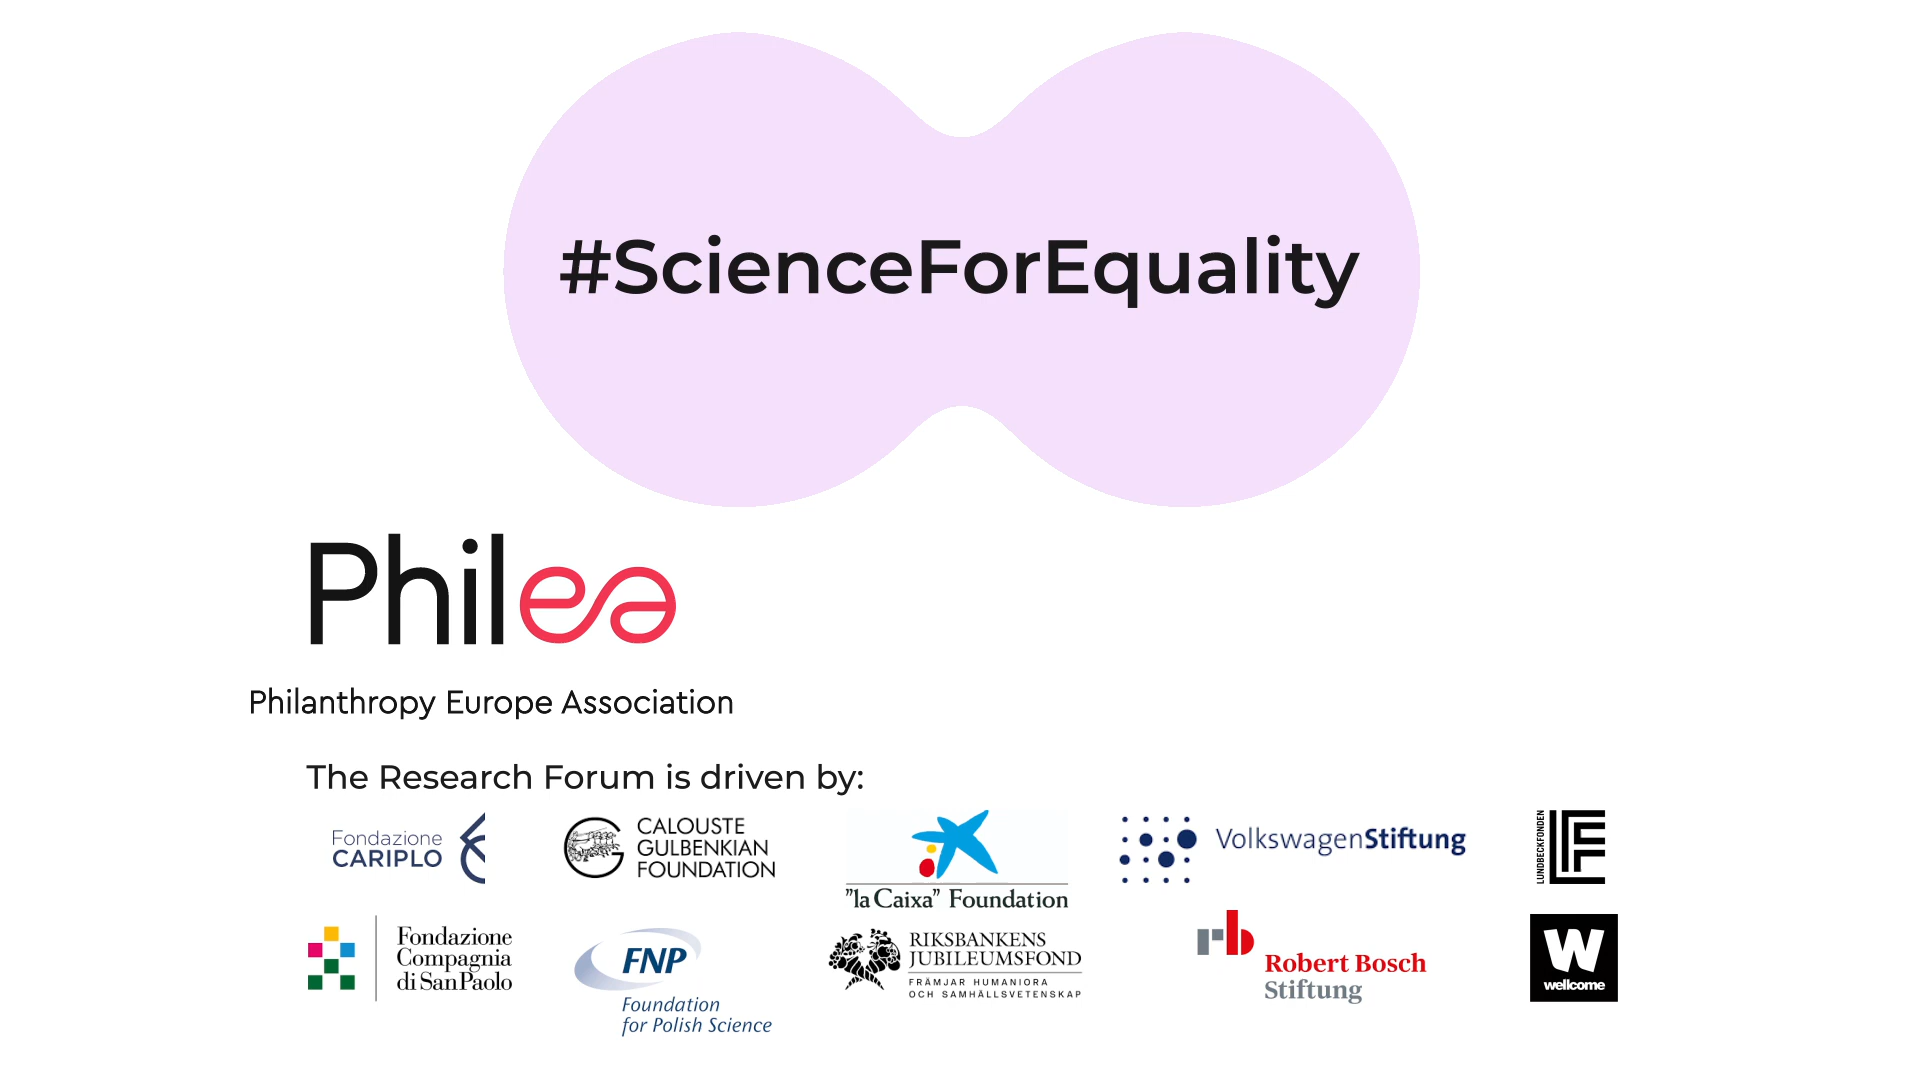 #ScienceForEquality
Philea
Philanthropy Europe Association
The Research Forum is driven by:
Fondazione
CARIPLO
CALOUSTE
GULBENKIAN
FOUNDATION
"la Caixa" Foundation
VolkswagenStiftung
LUNDBECKFONDEN
Fondazione
Compagnia
di San Paolo
FNP
Foundation
for Polish Science
RIKSBANKENS
JUBILEUMSFOND
FRÄMJAR HUMANIORA
OCH SAMHÄLLSVETENSKAP
rb
Robert Bosch
Stiftung
W
wellcome